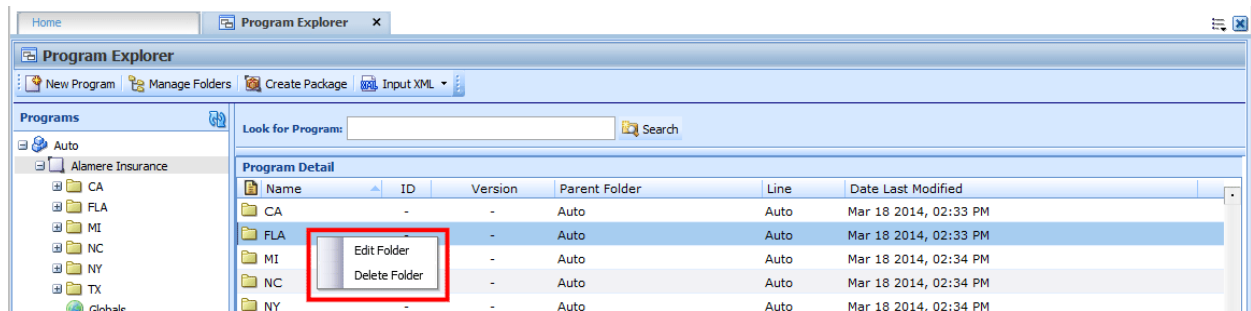 Home Program Explorer x
Program Explorer
New Program Manage Folders Create Package Input XML
Programs
Look for Program: Search
Auto
Alamere Insurance
CA
FLA
MI
NC
NY
TX
Globals
Program Detail
Name ID Version Parent Folder Line Date Last Modified
CA - - Auto Auto Mar 18 2014, 02:33 PM
FLA - - Auto Auto Mar 18 2014, 02:33 PM
Edit Folder
Delete Folder
MI - Auto Auto Mar 18 2014, 02:34 PM
NC - Auto Auto Mar 18 2014, 02:34 PM
NY - - Auto Auto Mar 18 2014, 02:34 PM